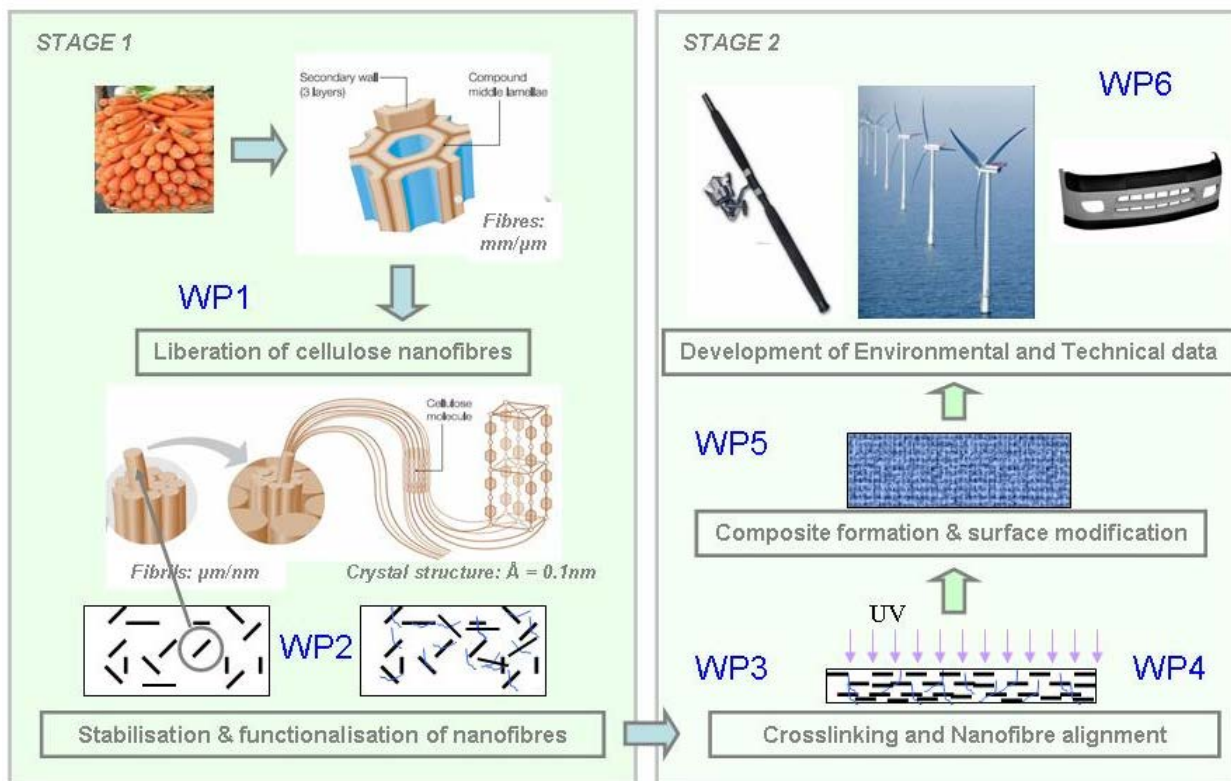 STAGE 1
Secondary wall
(3 layers)
Compound
middle lamellae
Fibres:
mm/µm
WP1
Liberation of cellulose nanofibres
Cellulose
molecule
Fibrils: µm/nm
Crystal structure: Å = 0.1nm
WP2
Stabilisation & functionalisation of nanofibres
STAGE 2
WP6
Development of Environmental and Technical data
WP5
Composite formation & surface modification
UV
WP3
WP4
Crosslinking and Nanofibre alignment